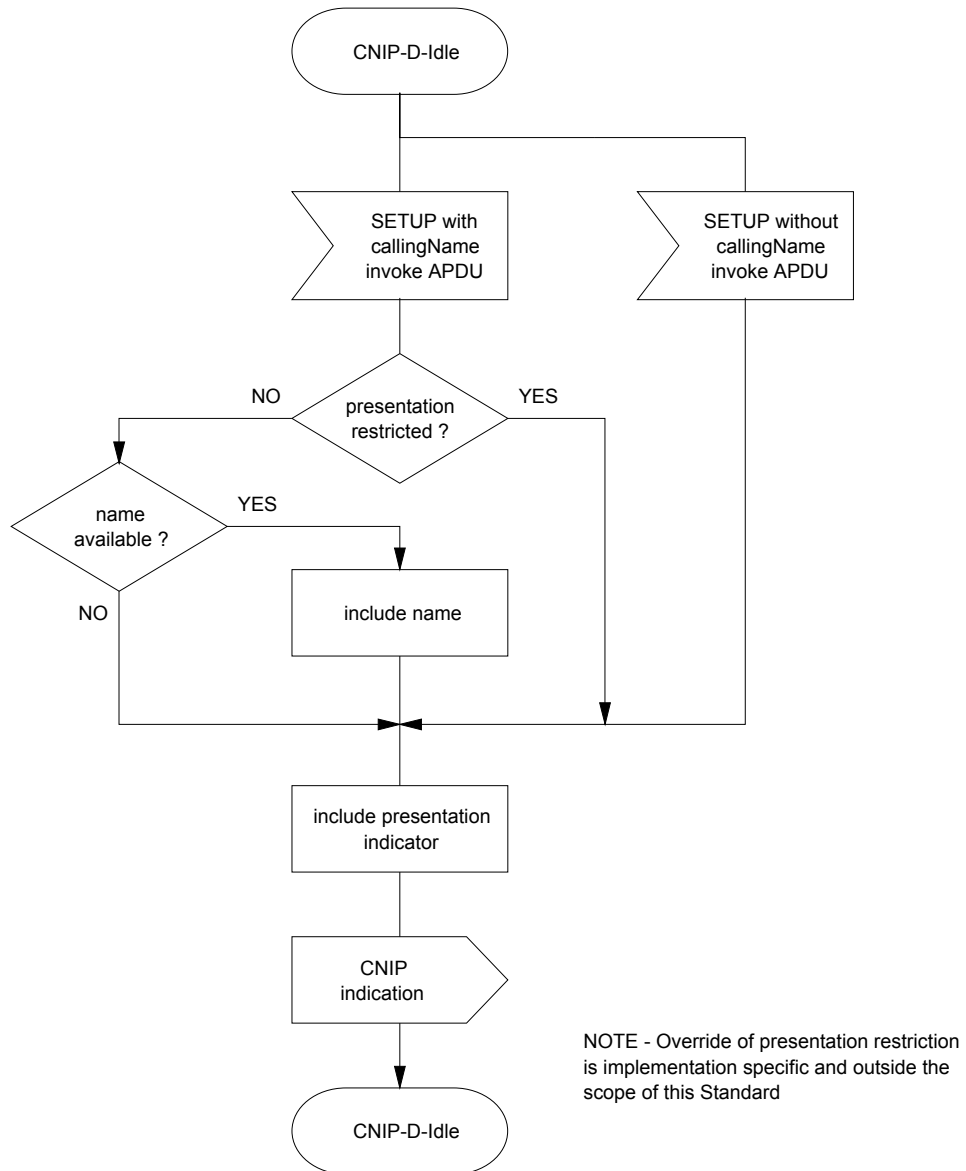 CNIP-D-Idle
SETUP with
callingName
invoke APDU
SETUP without
callingName
invoke APDU
NO
YES
presentation
restricted ?
name
available ?
YES
NO
include name
include presentation
indicator
CNIP
indication
NOTE - Override of presentation restriction
is implementation specific and outside the
scope of this Standard
CNIP-D-Idle